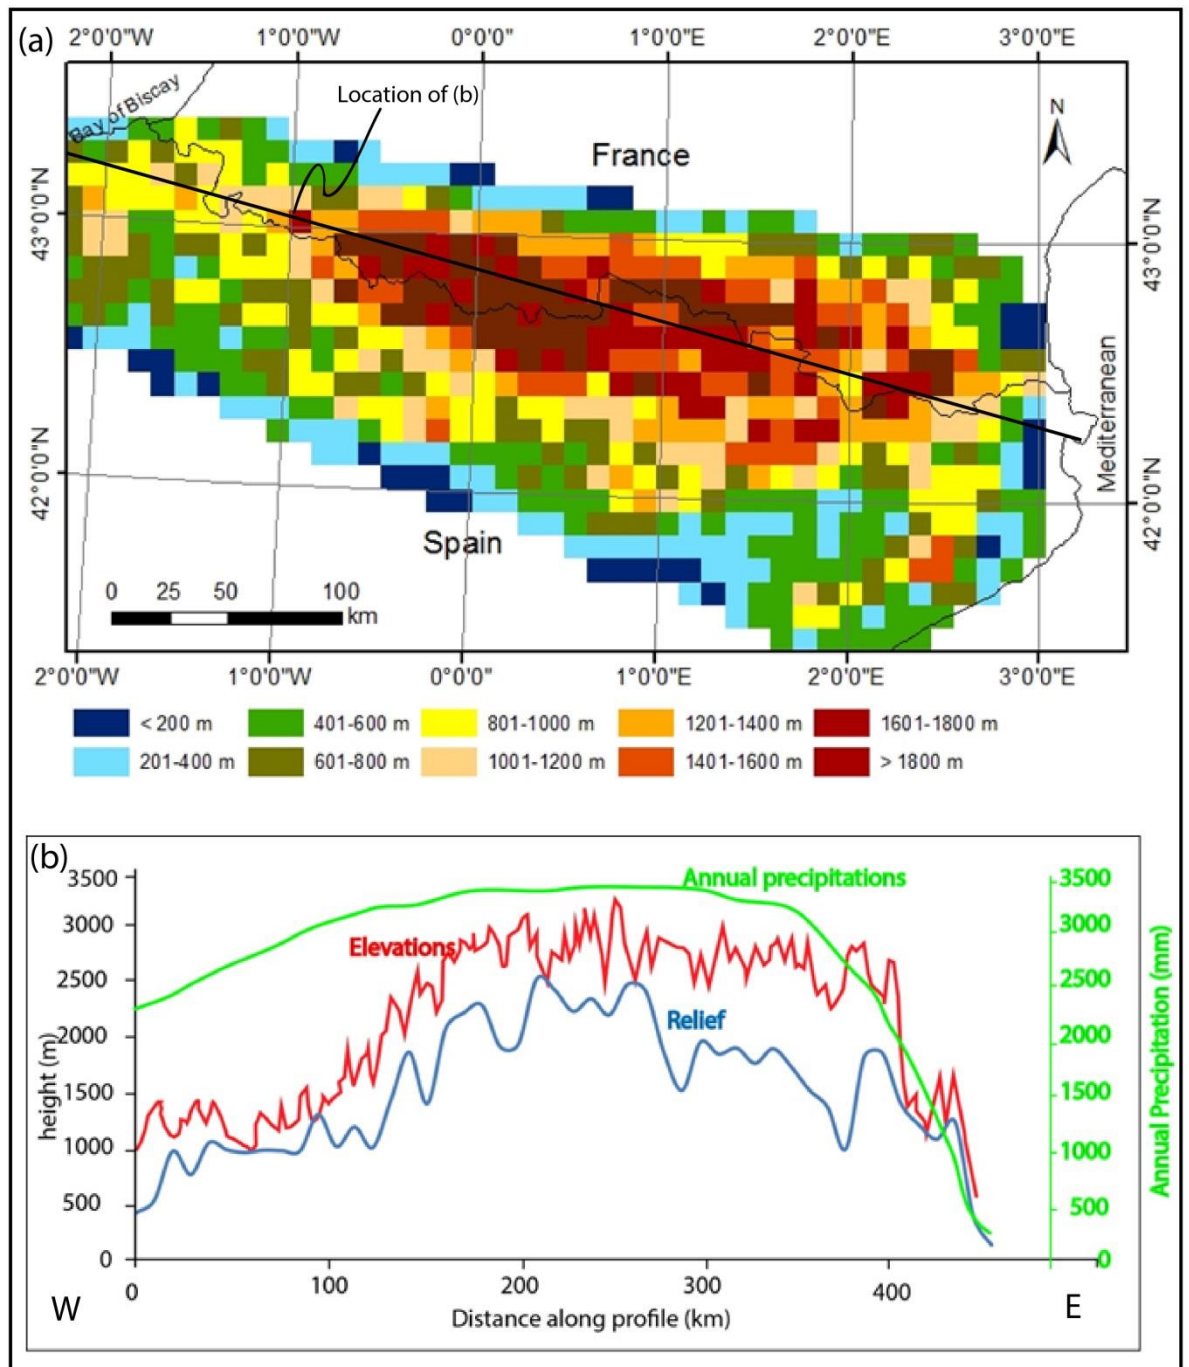 (a)
2°0'0"W 1°0'0"W 0°0'0" 1°0'0"E 2°0'0"E 3°0'0"E
Bay of Biscay
Location of (b)
France
N
43°0'0"N
43°0'0"N
42°0'0"N
42°0'0"N
Mediterranean
Spain
0 25 50 100
km
2°0'0"W 1°0'0"W 0°0'0" 1°0'0"E 2°0'0"E 3°0'0"E
< 200 m 401-600 m 801-1000 m 1201-1400 m 1601-1800 m
201-400 m 601-800 m 1001-1200 m 1401-1600 m > 1800 m
(b)
3500
3000
2500
2000
1500
1000
500
0
height (m)
Annual precipitations
Elevations
Relief
3500
3000
2500
2000
1500
1000
500
0
Annual Precipitation (mm)
0 100 200 300 400
W
Distance along profile (km)
E